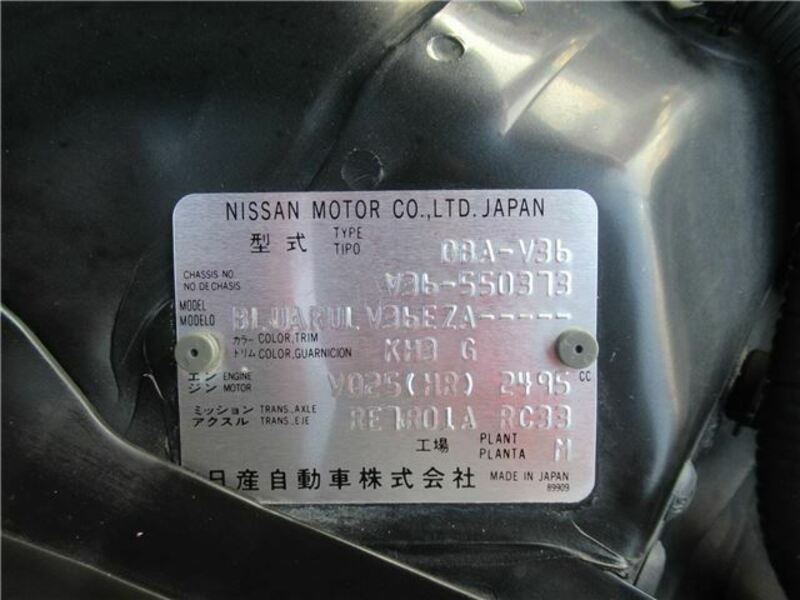 NISSAN MOTOR CO.,LTD. JAPAN
型式 TYPE TIPO DBA-V36
CHASSIS NO. NO. DE CHASIS V36-550373
MODEL MODELO BLJARULV36EZA-----
カラー COLOR, TRIM トリム COLOR, GUARNICION KH3 G
エンジン ENGINE MOTOR VQ25(HR) 2495 CC
ミッション TRANS., AXLE アクスル TRANS., EJE RE7R01A RC33
工場 PLANT PLANTA M
日産自動車株式会社 MADE IN JAPAN
89909